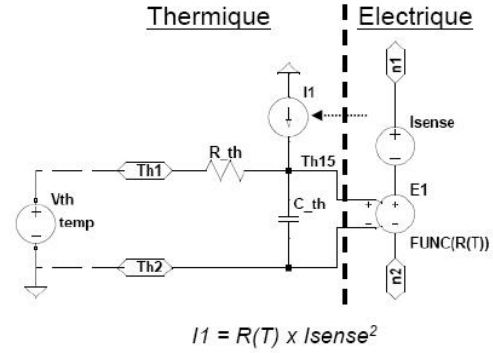 Thermique
Electrique
n1
I1
Isense
R_th
Th1
Th15
Vth
temp
C_th
E1
FUNC(R(T))
Th2
n2
I1 = R(T) x Isense²